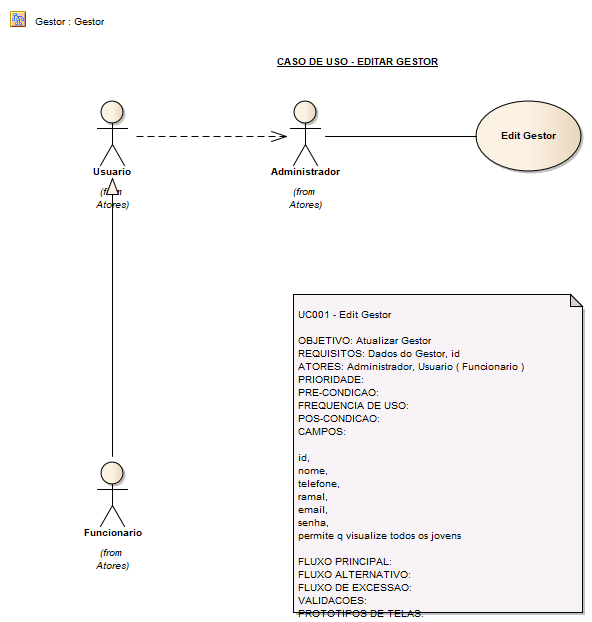 Gestor : Gestor
CASO DE USO - EDITAR GESTOR
Usuario
(from
Atores)
Administrador
(from
Atores)
Edit Gestor
UC001 - Edit Gestor
OBJETIVO: Atualizar Gestor
REQUISITOS: Dados do Gestor, id
ATORES: Administrador, Usuario ( Funcionario )
PRIORIDADE:
PRE-CONDICAO:
FREQUENCIA DE USO:
POS-CONDICAO:
CAMPOS:
id,
nome,
telefone,
ramal,
email,
senha,
permite q visualize todos os jovens
FLUXO PRINCIPAL:
FLUXO ALTERNATIVO:
FLUXO DE EXCESSAO:
VALIDACOES:
PROTOTIPOS DE TELAS:
Funcionario
(from
Atores)